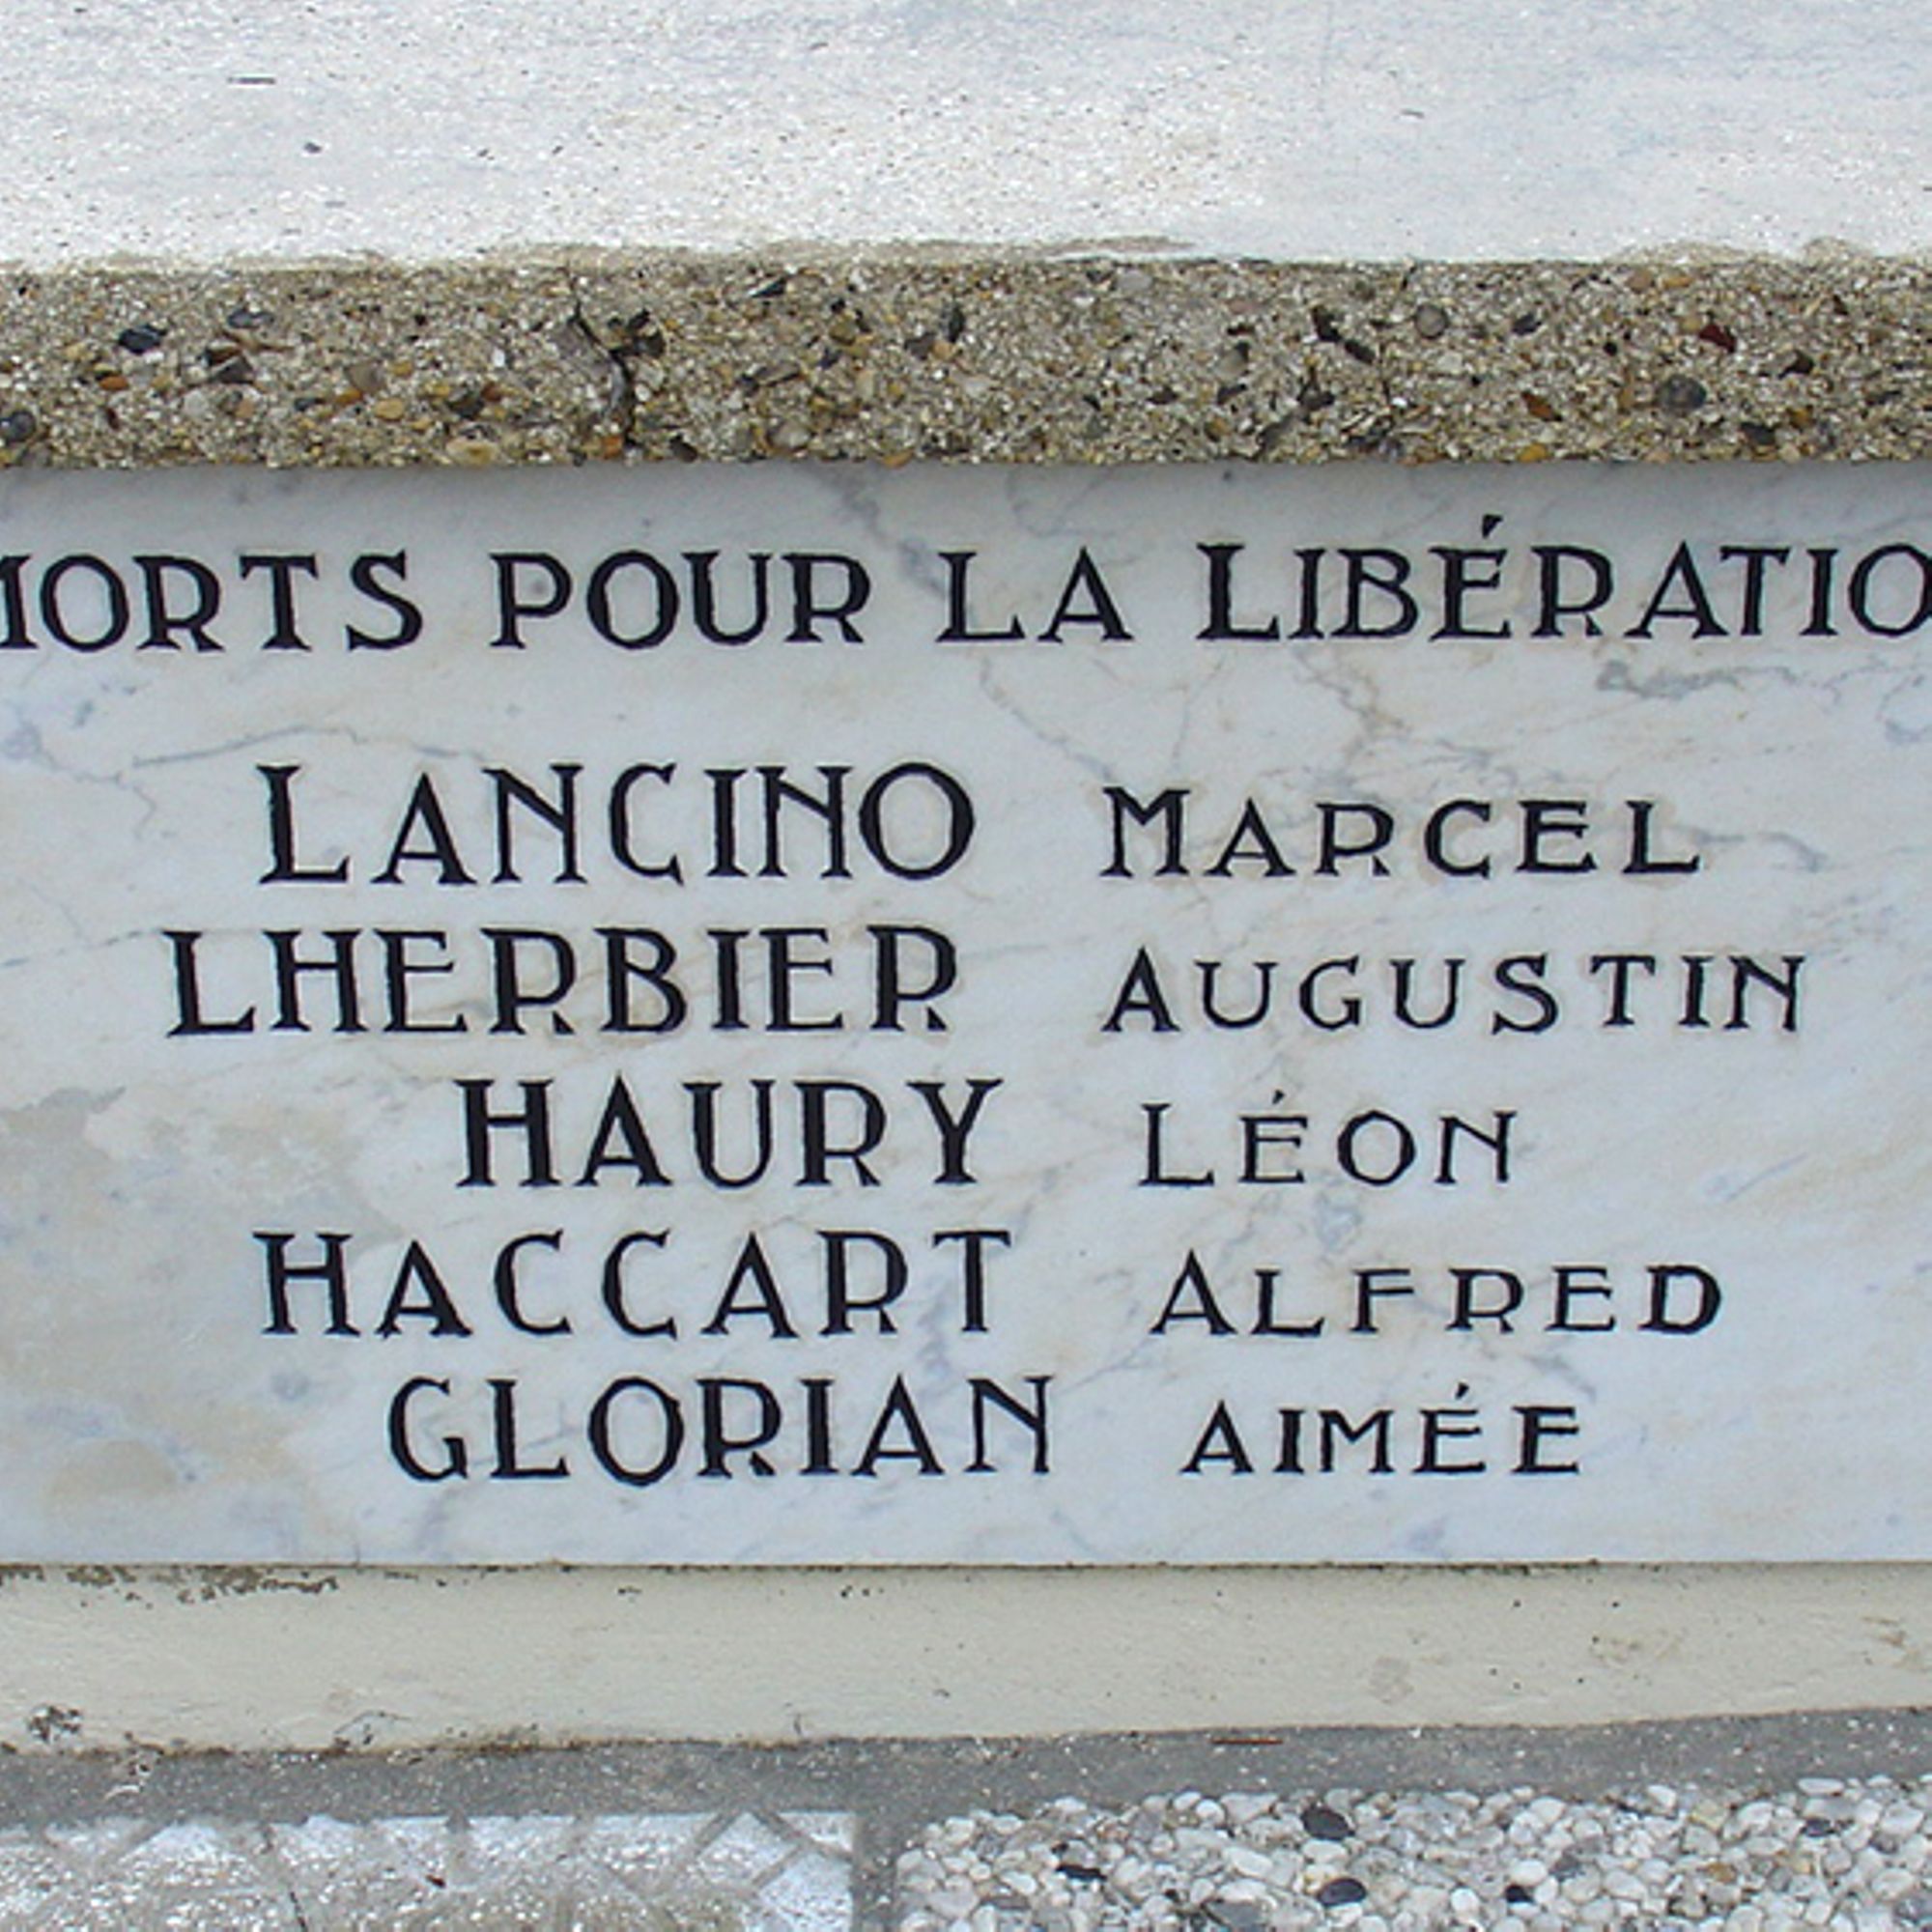 MORTS POUR LA LIBÉRATIO
LANCINO MARCEL
LHERBIER AUGUSTIN
HAURY LÉON
HACCART ALFRED
GLORIAN AIMÉE